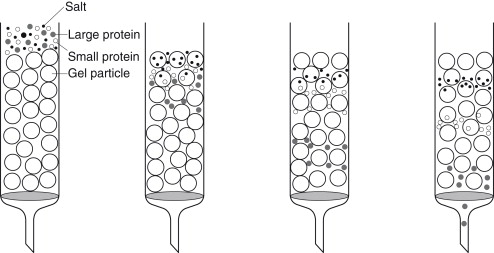 Salt
Large protein
Small protein
Gel particle